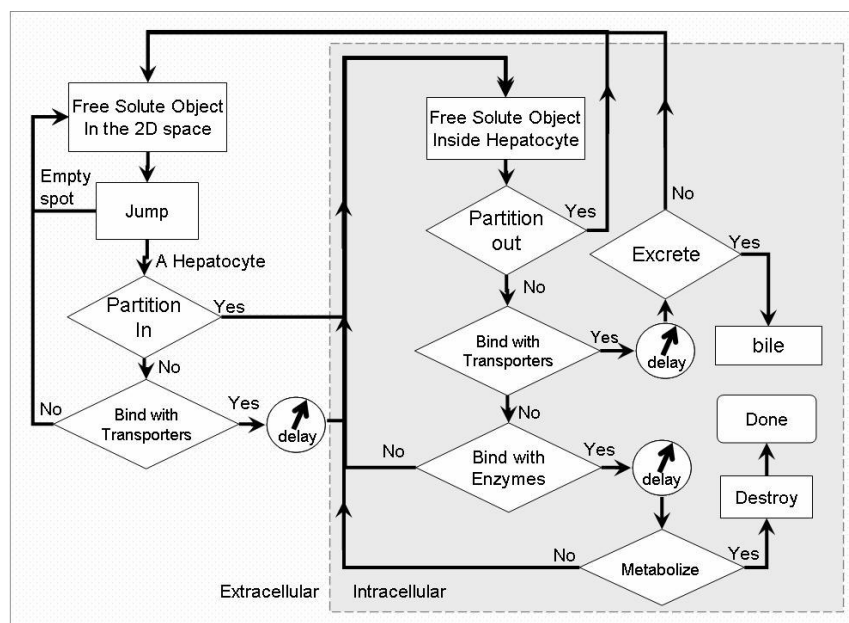 Free Solute Object
In the 2D space
Empty
spot
Jump
A Hepatocyte
Partition
In
Yes
No
Bind with
Transporters
No
Yes
delay
Extracellular
Free Solute Object
Inside Hepatocyte
Partition
out
Yes
No
Bind with
Transporters
Yes
delay
No
Excrete
Yes
bile
No
Bind with
Enzymes
No
Yes
delay
Metabolize
No
Yes
Destroy
Done
Intracellular